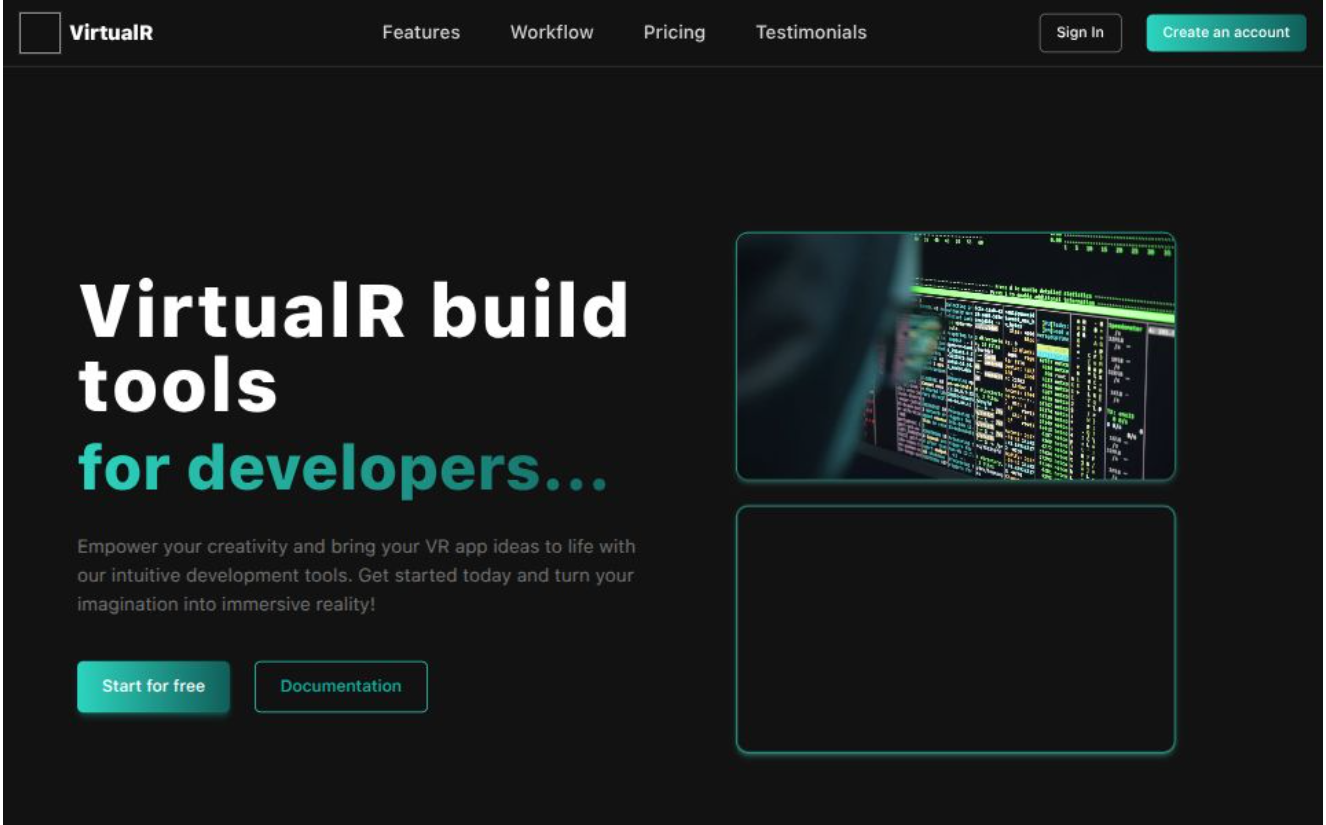 VirtualR
Features Workflow Pricing Testimonials
Sign In
Create an account
VirtualR build
tools
for developers...
Empower your creativity and bring your VR app ideas to life with
our intuitive development tools. Get started today and turn your
imagination into immersive reality!
Start for free
Documentation